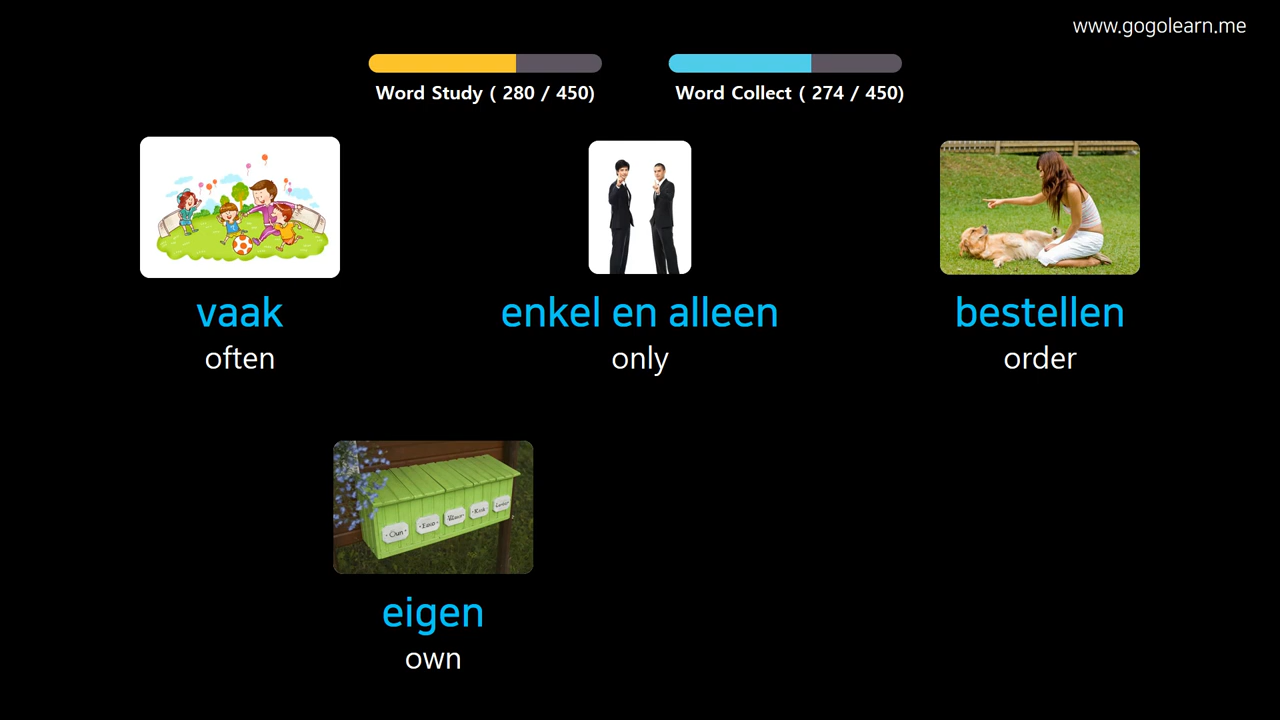 www.gogolearn.me
Word Study ( 280 / 450)
Word Collect ( 274 / 450)
vaak
often
enkel en alleen
only
bestellen
order
eigen
own